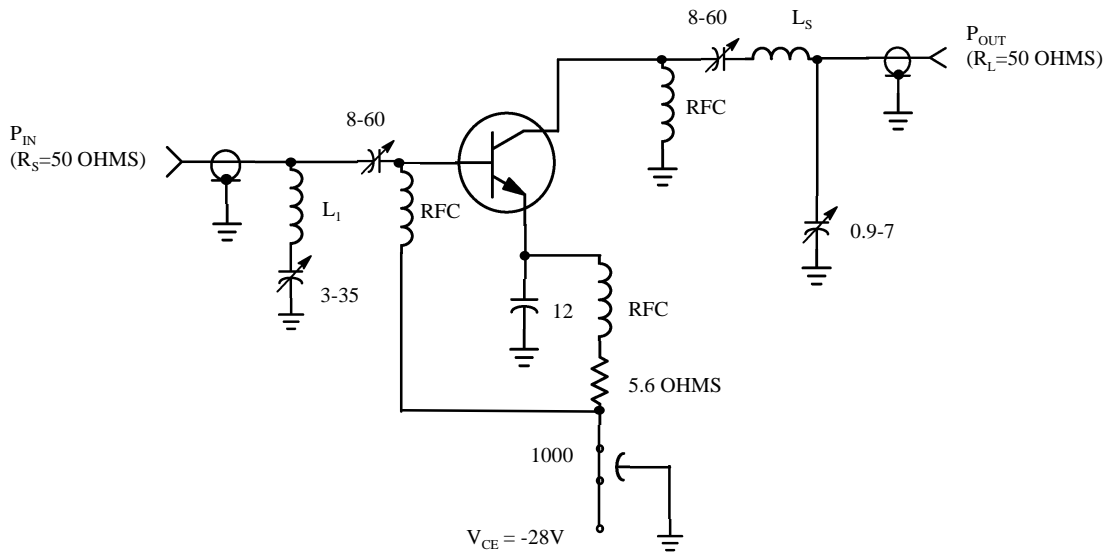 8-60
L_S
P_OUT
(R_L=50 OHMS)
RFC
8-60
P_IN
(R_S=50 OHMS)
L_1
RFC
3-35
12
RFC
0.9-7
5.6 OHMS
1000
V_CE = -28V